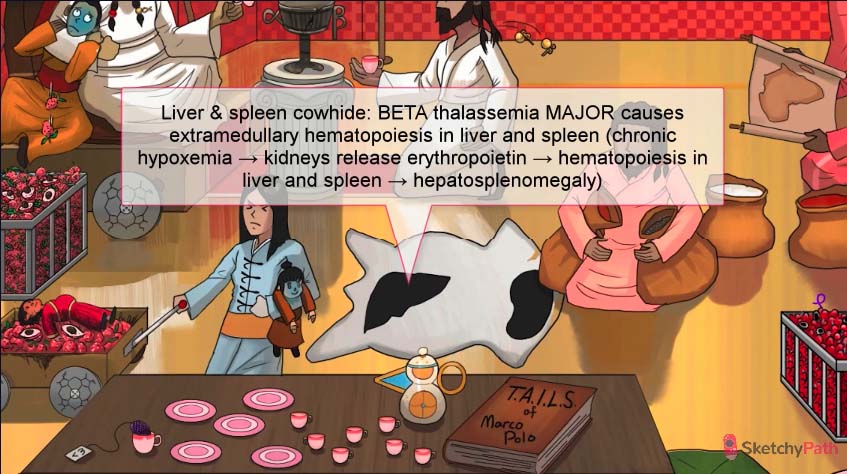 Liver & spleen cowhide: BETA thalassemia MAJOR causes
extramedullary hematopoiesis in liver and spleen (chronic
hypoxemia → kidneys release erythropoietin → hematopoiesis in
liver and spleen → hepatosplenomegaly)
T.A.I.L.S.
of
Marco
Polo
<3
SketchyPath